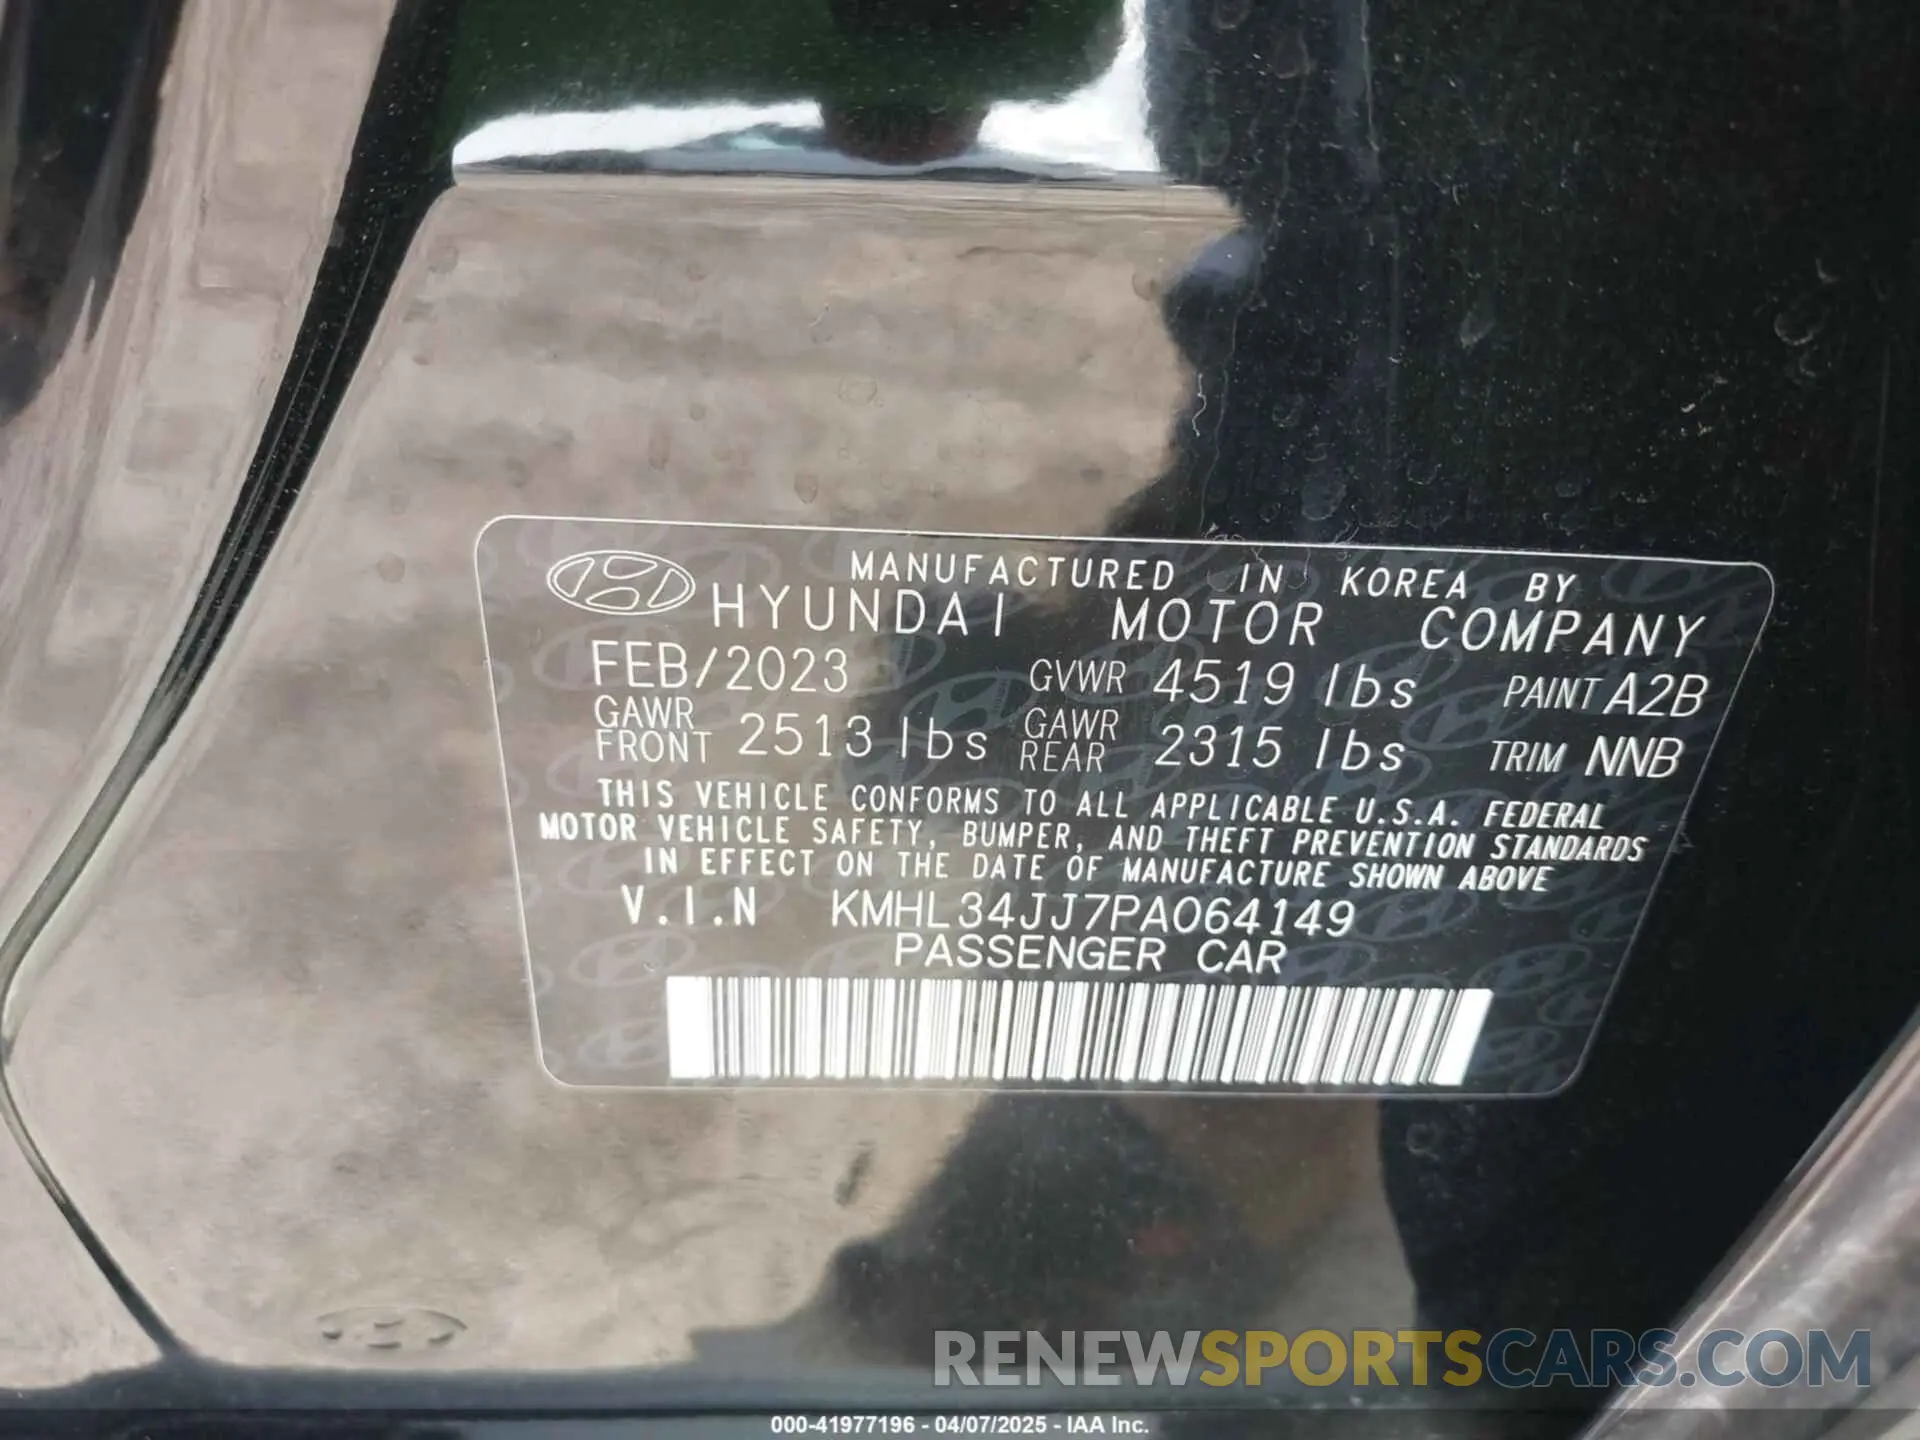 MANUFACTURED IN KOREA BY
HYUNDAI MOTOR COMPANY
FEB/2023 GVWR 4519 lbs PAINT A2B
GAWR FRONT 2513 lbs GAWR REAR 2315 lbs TRIM NNB
THIS VEHICLE CONFORMS TO ALL APPLICABLE U.S.A. FEDERAL
MOTOR VEHICLE SAFETY, BUMPER, AND THEFT PREVENTION STANDARDS
IN EFFECT ON THE DATE OF MANUFACTURE SHOWN ABOVE
V.I.N KMHL34JJ7PA064149
PASSENGER CAR
RENEWSPORTSCARS.COM
000-41977196 - 04/07/2025 - IAA Inc.